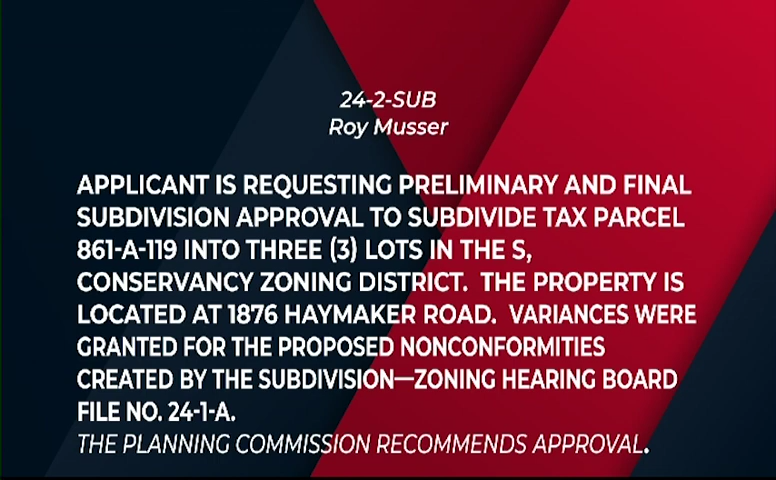 24-2-SUB
Roy Musser
APPLICANT IS REQUESTING PRELIMINARY AND FINAL
SUBDIVISION APPROVAL TO SUBDIVIDE TAX PARCEL
861-A-119 INTO THREE (3) LOTS IN THE S,
CONSERVANCY ZONING DISTRICT.  THE PROPERTY IS
LOCATED AT 1876 HAYMAKER ROAD.  VARIANCES WERE
GRANTED FOR THE PROPOSED NONCONFORMITIES
CREATED BY THE SUBDIVISION—ZONING HEARING BOARD
FILE NO. 24-1-A.
THE PLANNING COMMISSION RECOMMENDS APPROVAL.